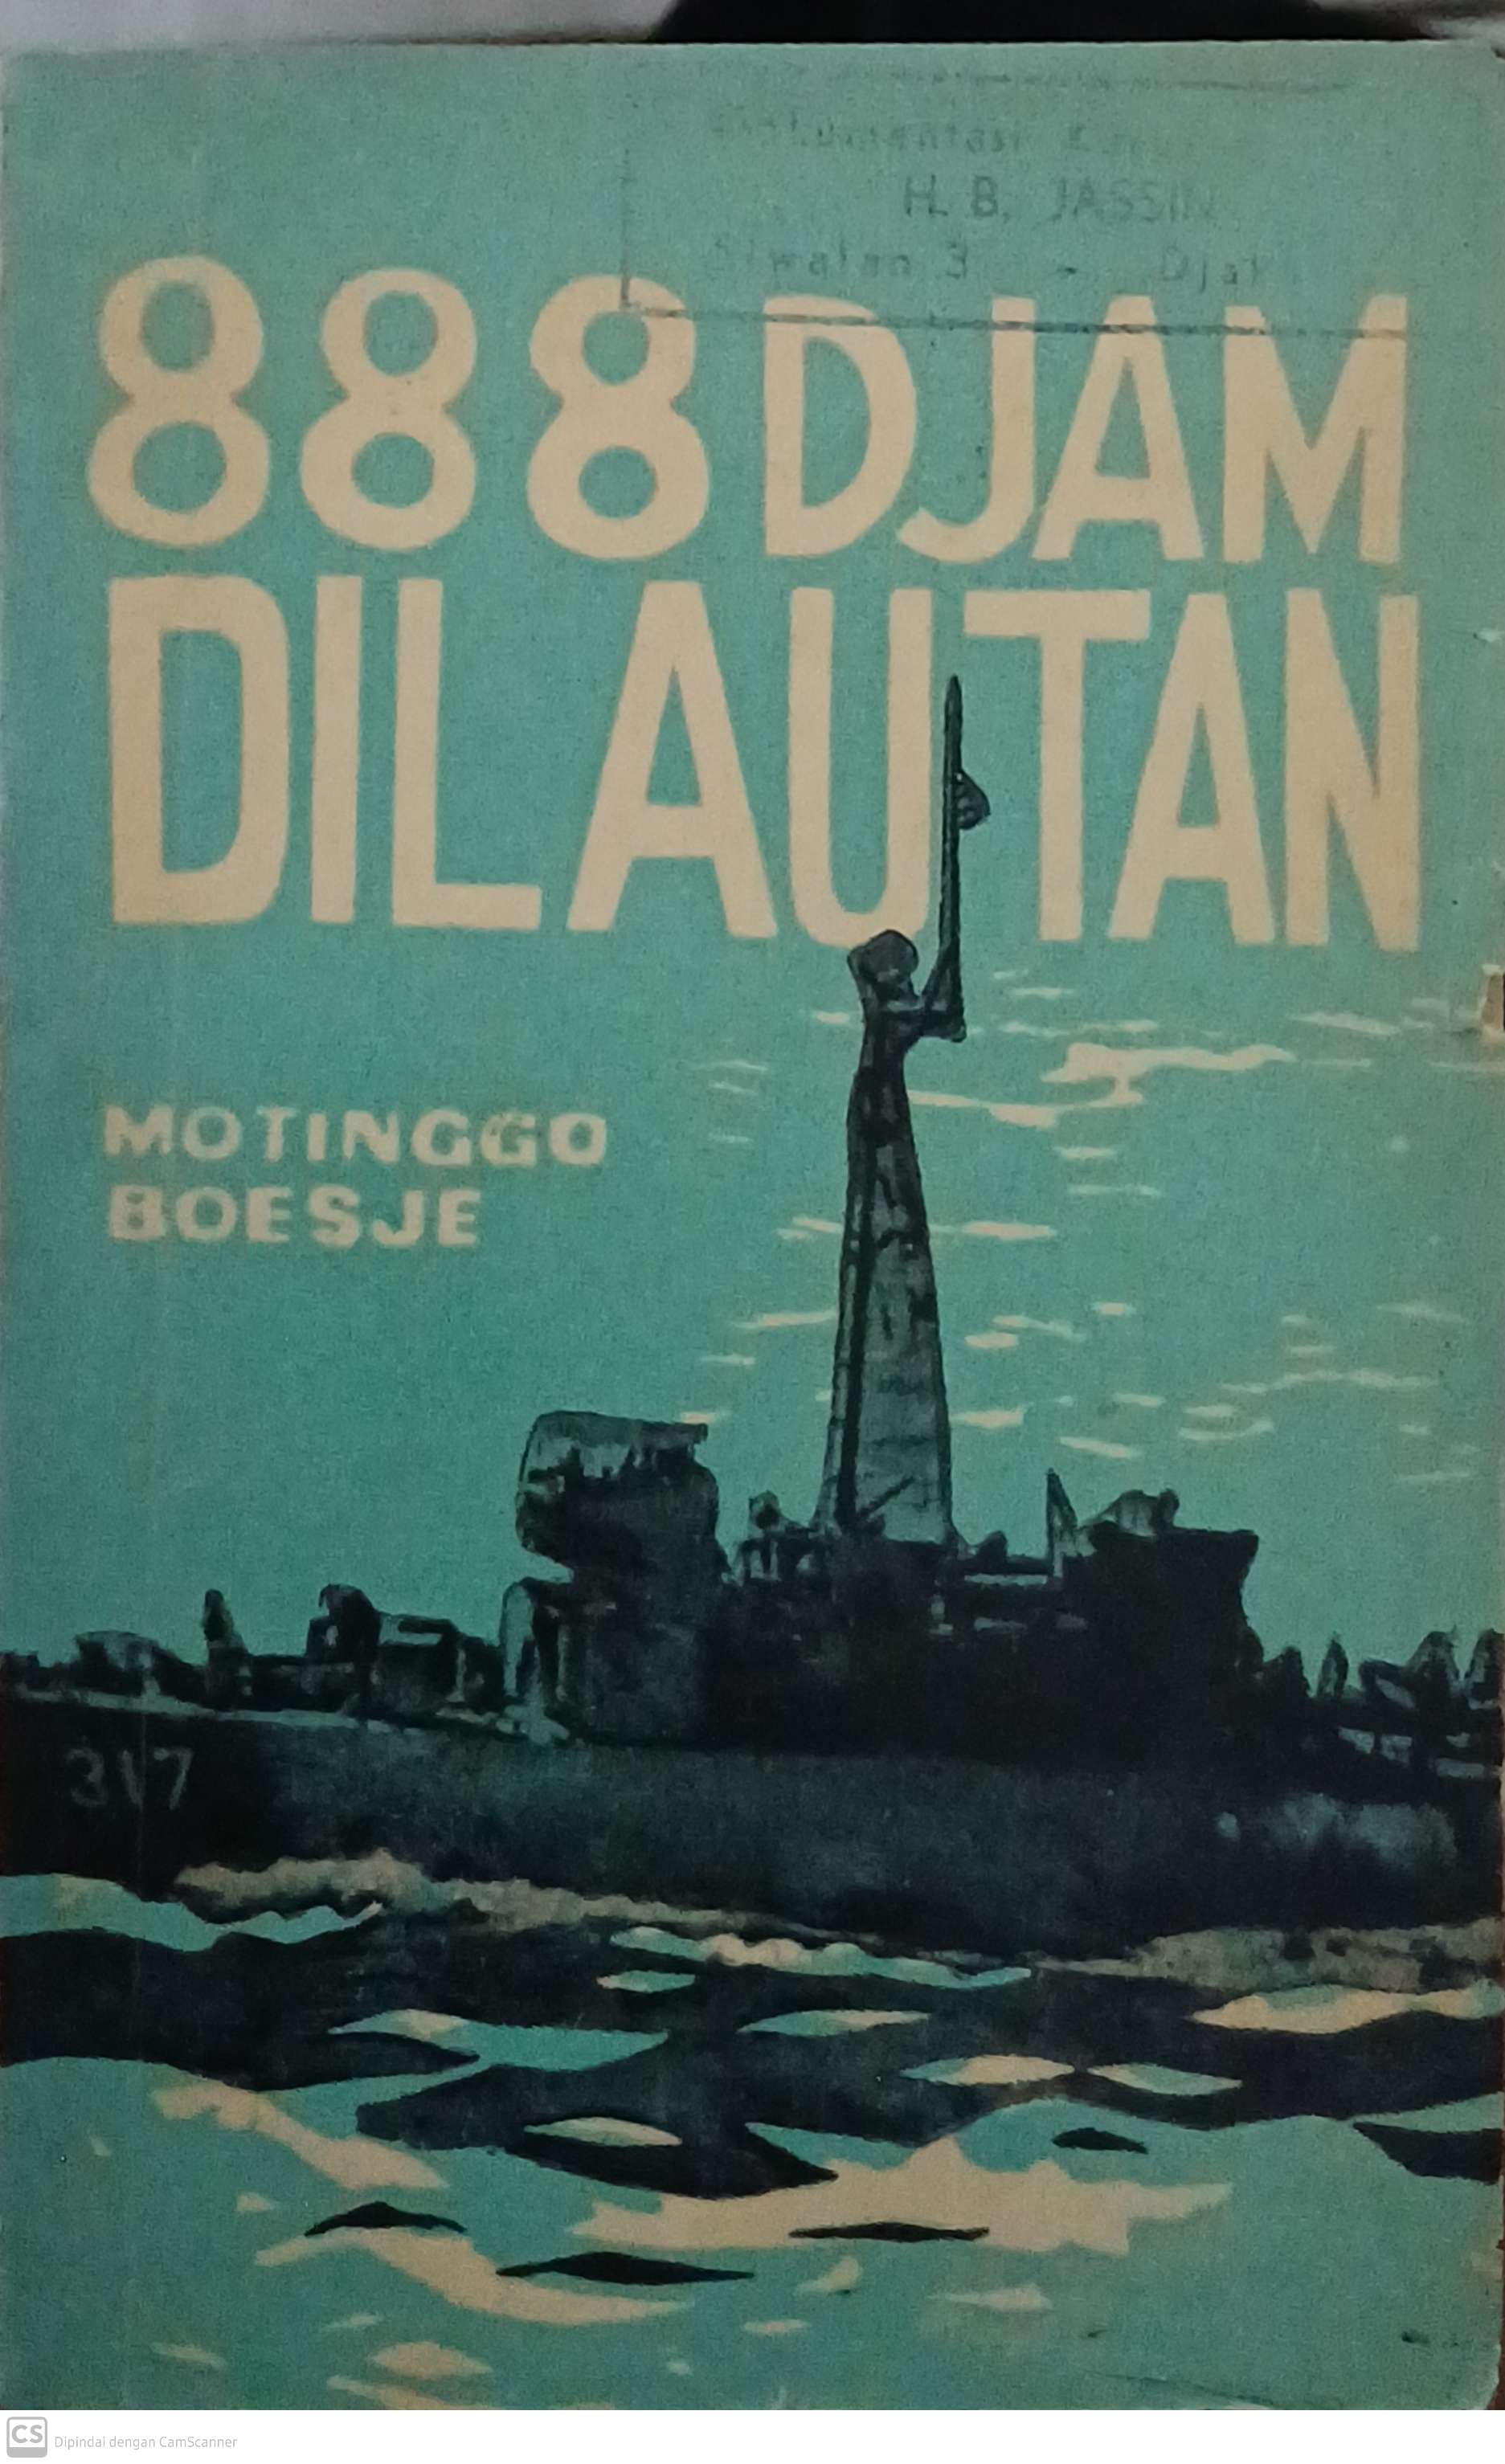 H. B. JASSIN
888 DJAM
DILAUTAN
MOTINGGO
BOESJE
317
CS Dipindai dengan CamScanner